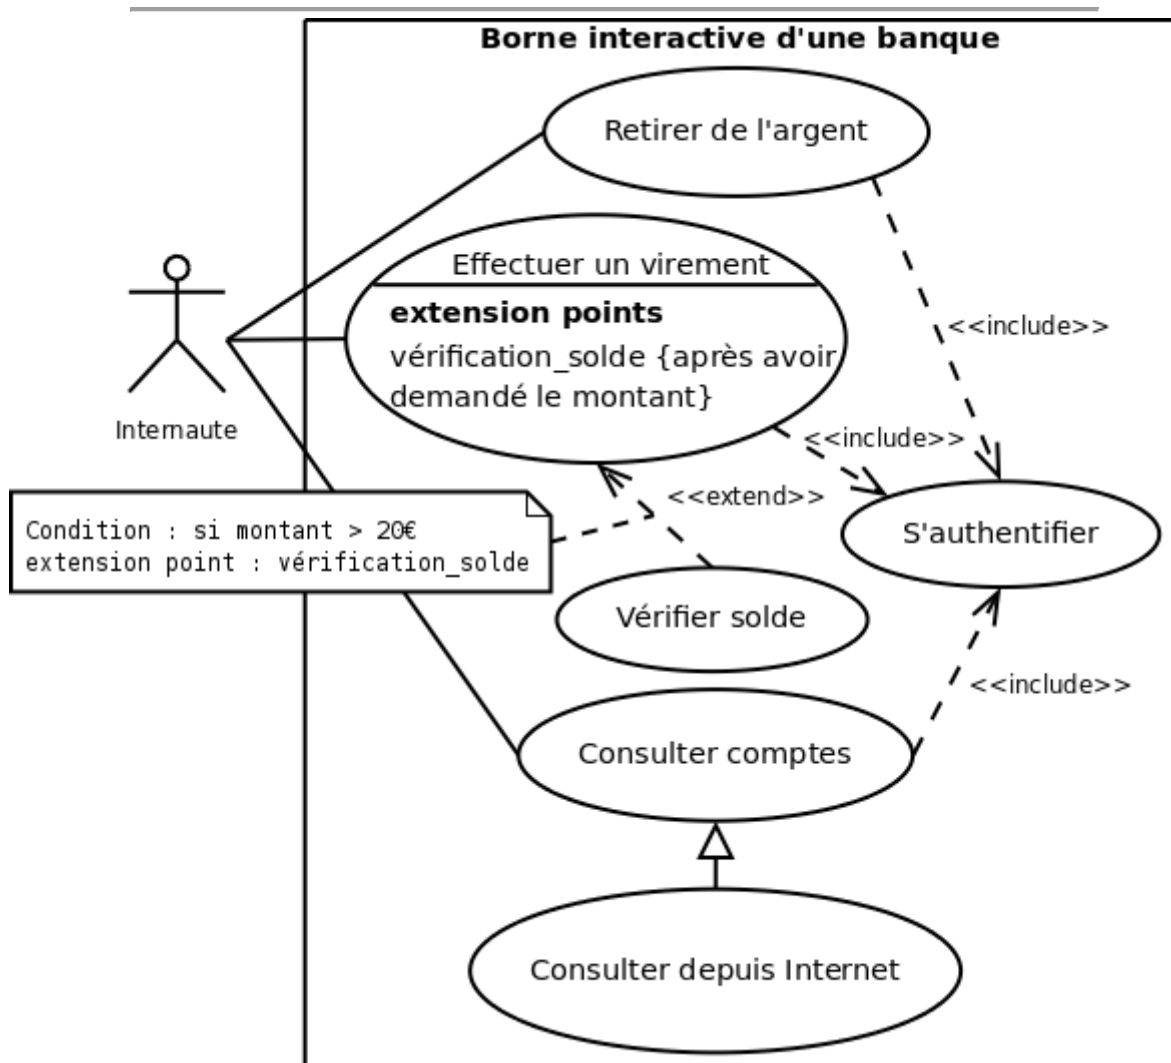 Borne interactive d'une banque
Retirer de l'argent
Effectuer un virement
extension points
vérification_solde {après avoir
demandé le montant}
<<include>>
Internaute
<<include>>
<<extend>>
Condition : si montant > 20€
extension point : vérification_solde
S'authentifier
Vérifier solde
<<include>>
Consulter comptes
Consulter depuis Internet